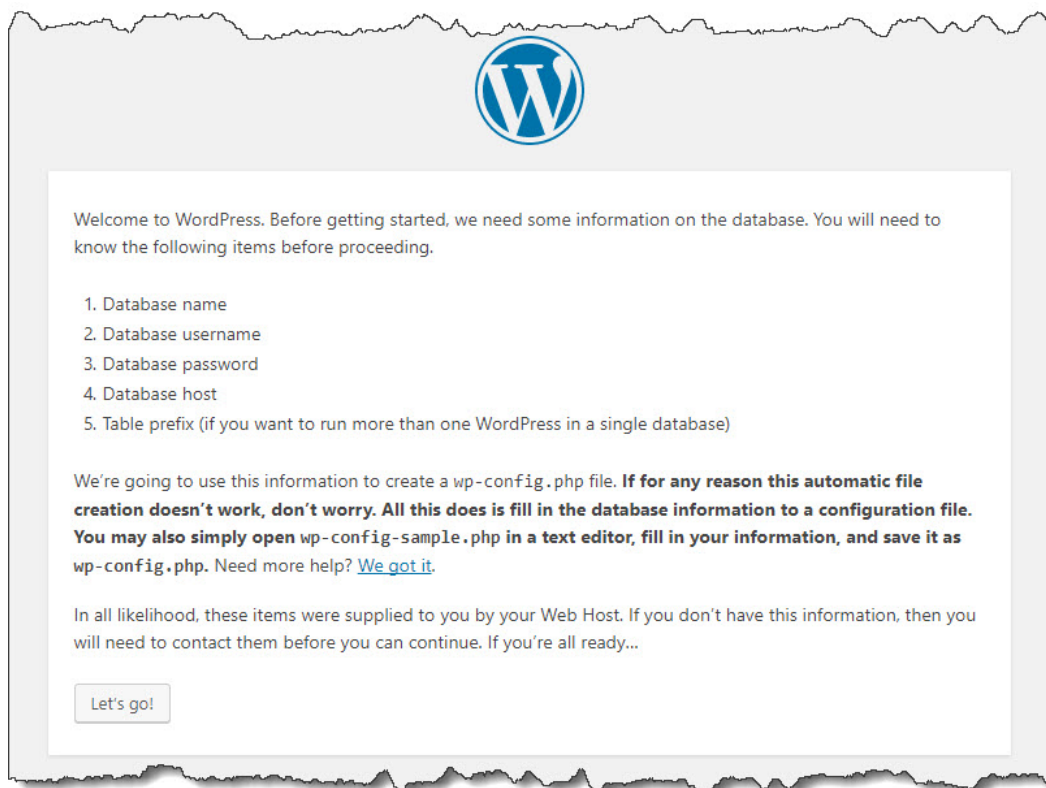 Welcome to WordPress. Before getting started, we need some information on the database. You will need to
know the following items before proceeding.
1. Database name
2. Database username
3. Database password
4. Database host
5. Table prefix (if you want to run more than one WordPress in a single database)
We’re going to use this information to create a wp-config.php file. If for any reason this automatic file
creation doesn’t work, don’t worry. All this does is fill in the database information to a configuration file.
You may also simply open wp-config-sample.php in a text editor, fill in your information, and save it as
wp-config.php. Need more help? We got it.
In all likelihood, these items were supplied to you by your Web Host. If you don’t have this information, then you
will need to contact them before you can continue. If you’re all ready…
Let’s go!